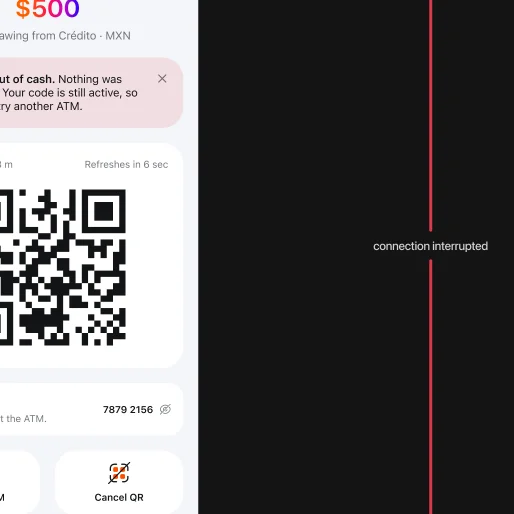 $500
awing from Crédito · MXN
ut of cash. Nothing was
Your code is still active, so
try another ATM.
m
Refreshes in 6 sec
connection interrupted
7879 2156
t the ATM.
M
Cancel QR